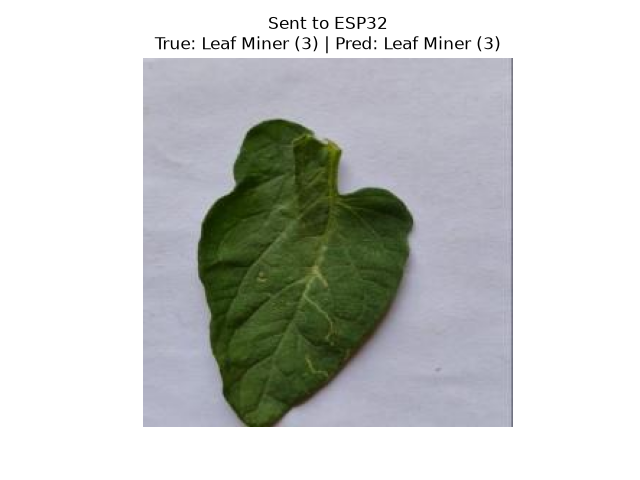 Sent to ESP32
True: Leaf Miner (3) | Pred: Leaf Miner (3)